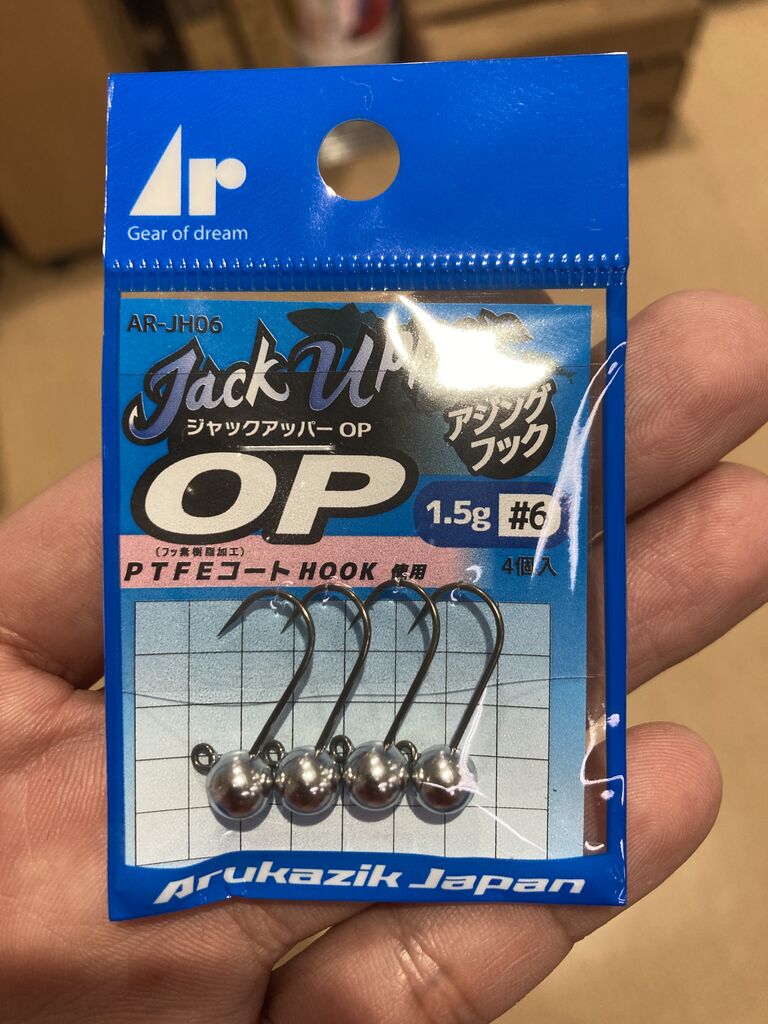 Ar
Gear of dream
AR-JH06
Jack
ジャックアッパー OP
アジング
フック
OP
1.5g #6
(フッ素樹脂加工)
PTFEコート HOOK 使用
4個入
Arukazik Japan